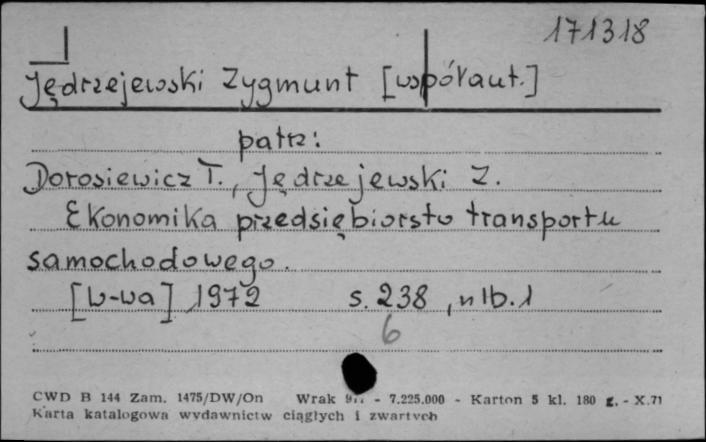 171318
Jędrzejewski Zygmunt [współaut.]
patrz:
Dorosiewicz T., Jędrzejewski Z.
Ekonomika przedsiębiorstw transportu
samochodowego.
[W-wa] 1972 s. 238, nlb. 1
6
CWD B 144 Zam. 1475/DW/On Wrak - 7.225.000 - Karton 5 kl. 180 g. - X.71
Karta katalogowa wydawnictw ciągłych i zwartych